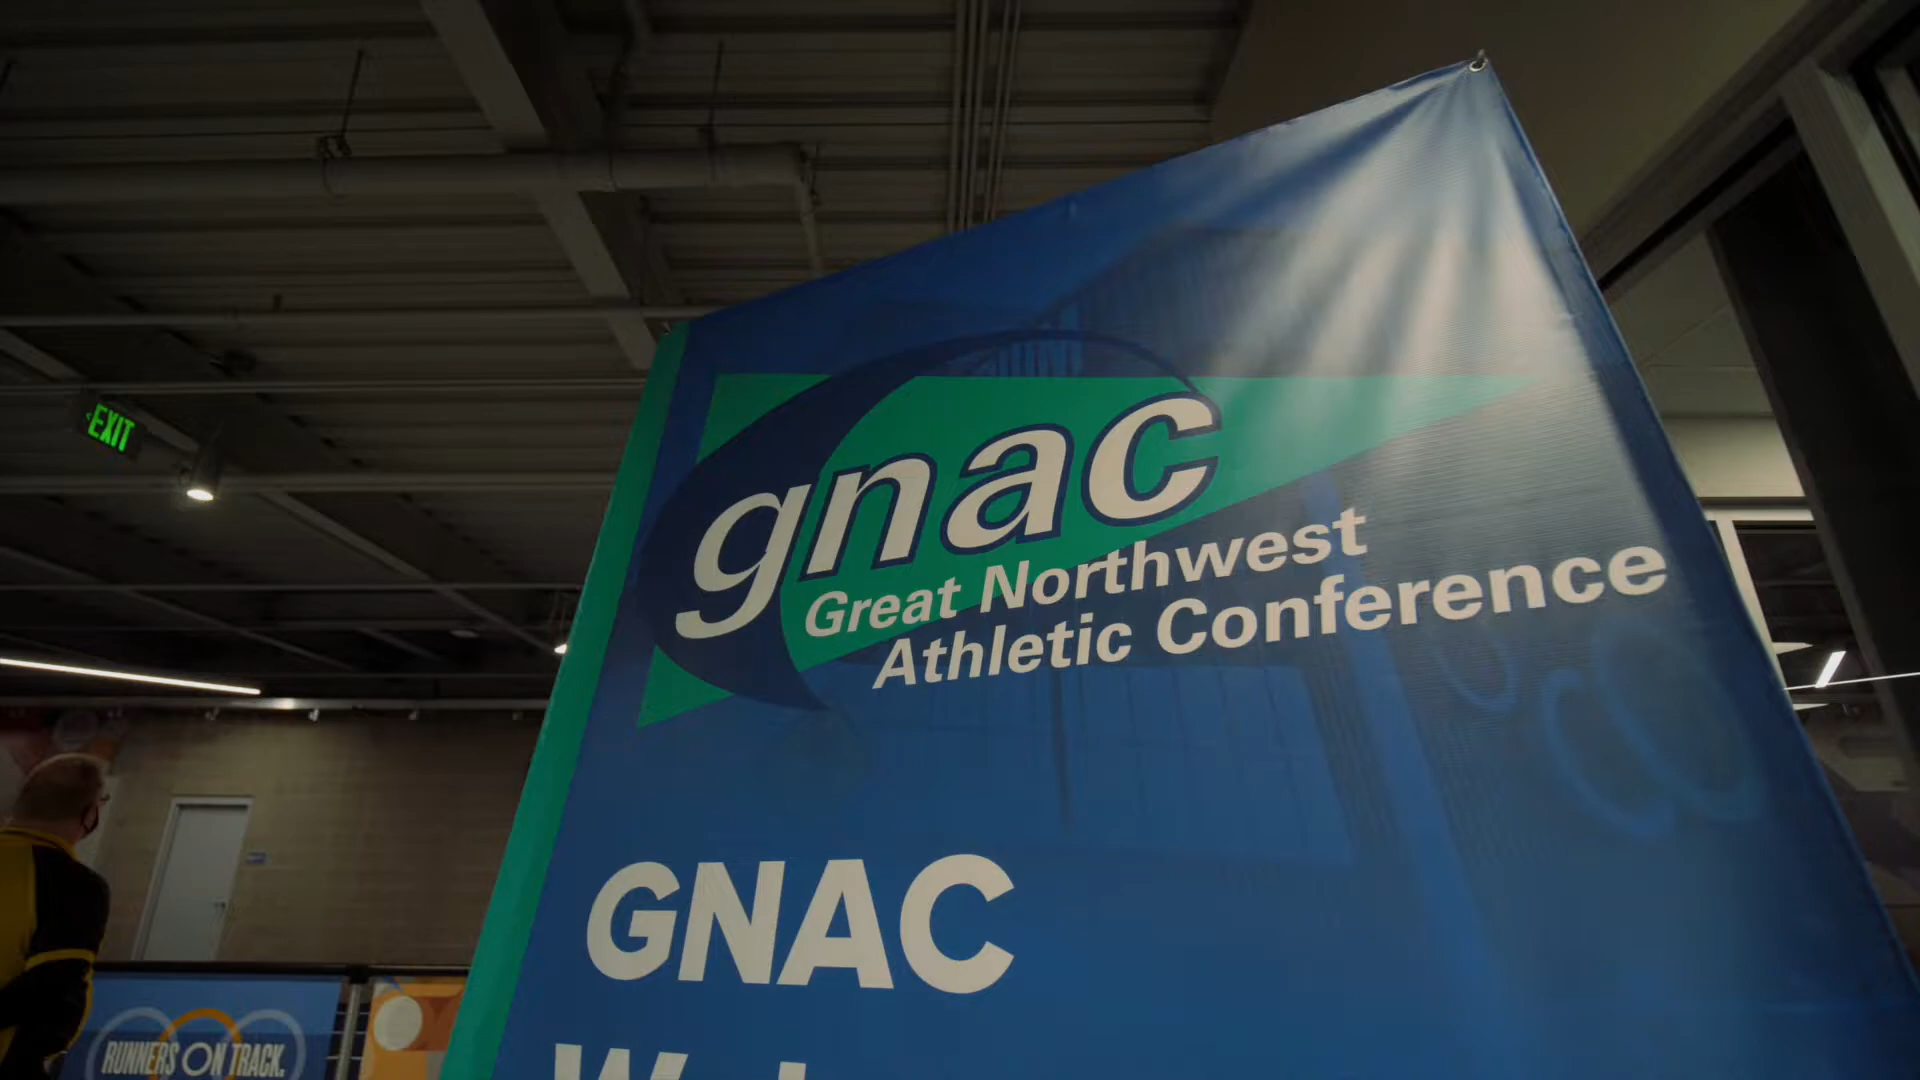 EXIT
gnac
Great Northwest
Athletic Conference
GNAC
RUNNERS ON TRACK.